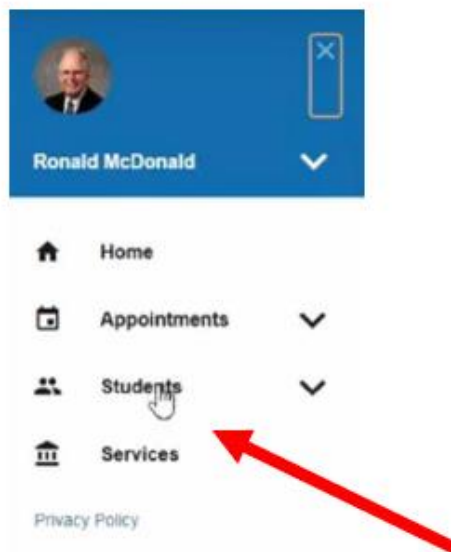 Ronald McDonald
Home
Appointments
Students
Services
Privacy Policy